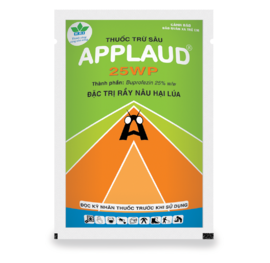 THUỐC TRỪ SÂU
APPLAUD®
25WP
Thành phần: Buprofezin 25% w/w
ĐẶC TRỊ RẦY NÂU HẠI LÚA
ĐỌC KỸ NHÃN THUỐC TRƯỚC KHI SỬ DỤNG